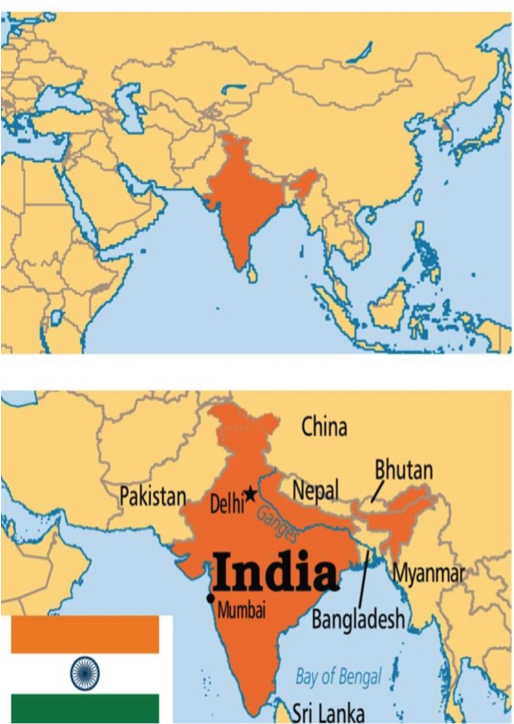 China
Bhutan
Pakistan
Delhi
Nepal
Ganges
India
Myanmar
Mumbai
Bangladesh
Bay of Bengal
Sri Lanka